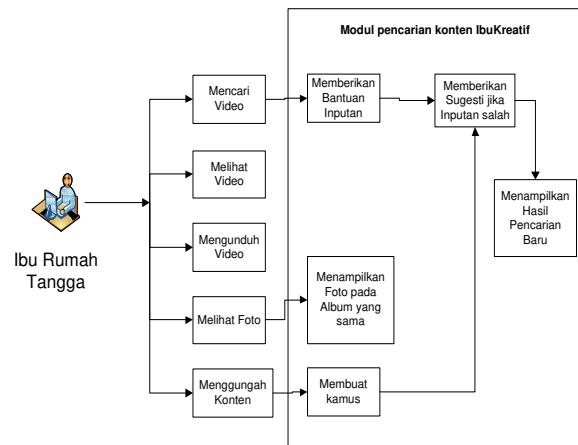 Modul pencarian konten IbuKreatif
Mencari
Video
Memberikan
Bantuan
Inputan
Memberikan
Sugesti jika
Inputan salah
Melihat
Video
Menampilkan
Hasil
Pencarian
Baru
Mengunduh
Video
Ibu Rumah
Tangga
Melihat Foto
Menampilkan
Foto pada
Album yang
sama
Menggungah
Konten
Membuat
kamus